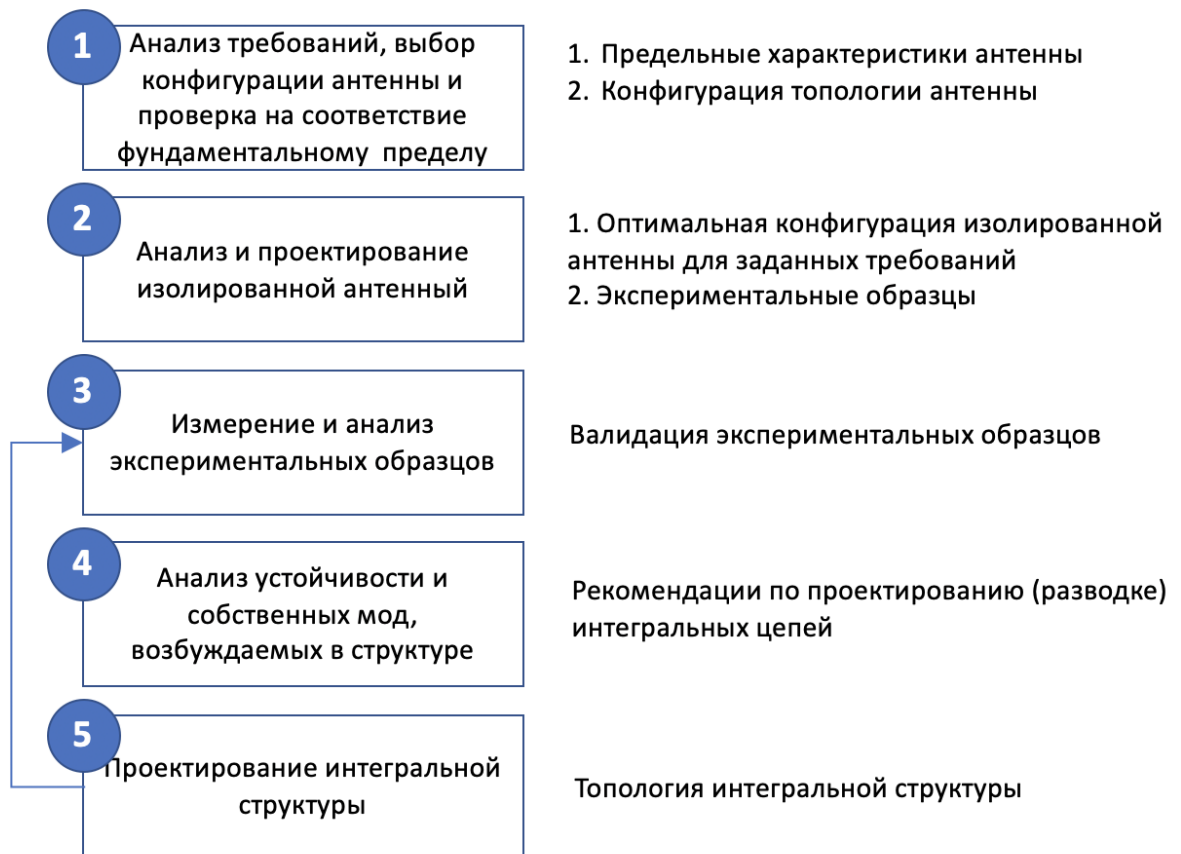 1
Анализ требований, выбор
конфигурации антенны и
проверка на соответствие
фундаментальному пределу
1. Предельные характеристики антенны
2. Конфигурация топологии антенны
2
Анализ и проектирование
изолированной антенный
1. Оптимальная конфигурация изолированной
антенны для заданных требований
2. Экспериментальные образцы
3
Измерение и анализ
экспериментальных образцов
Валидация экспериментальных образцов
4
Анализ устойчивости и
собственных мод,
возбуждаемых в структуре
Рекомендации по проектированию (разводке)
интегральных цепей
5
Проектирование интегральной
структуры
Топология интегральной структуры